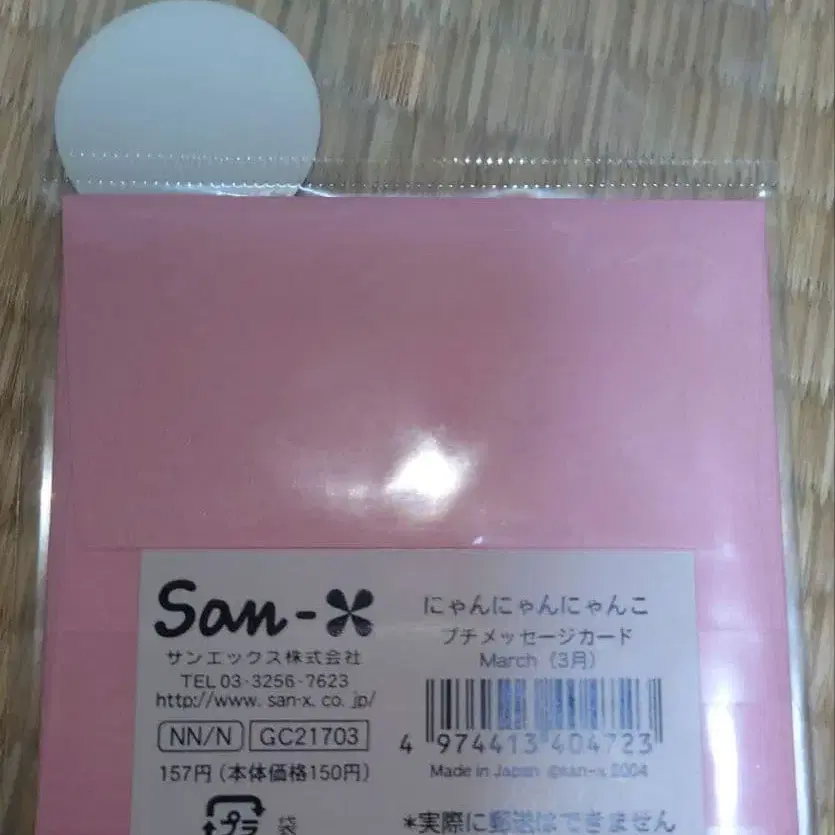 San-X
サンエックス株式会社
TEL 03-3256-7623
http://www.san-x.co.jp/
NN/N GC21703
157円(本体価格150円)
プラ 袋
にゃんにゃんにゃんこ
プチメッセージカード
March (3月)
4 974413 404723
Made in Japan ©san-x 2004
*実際に郵送はできません